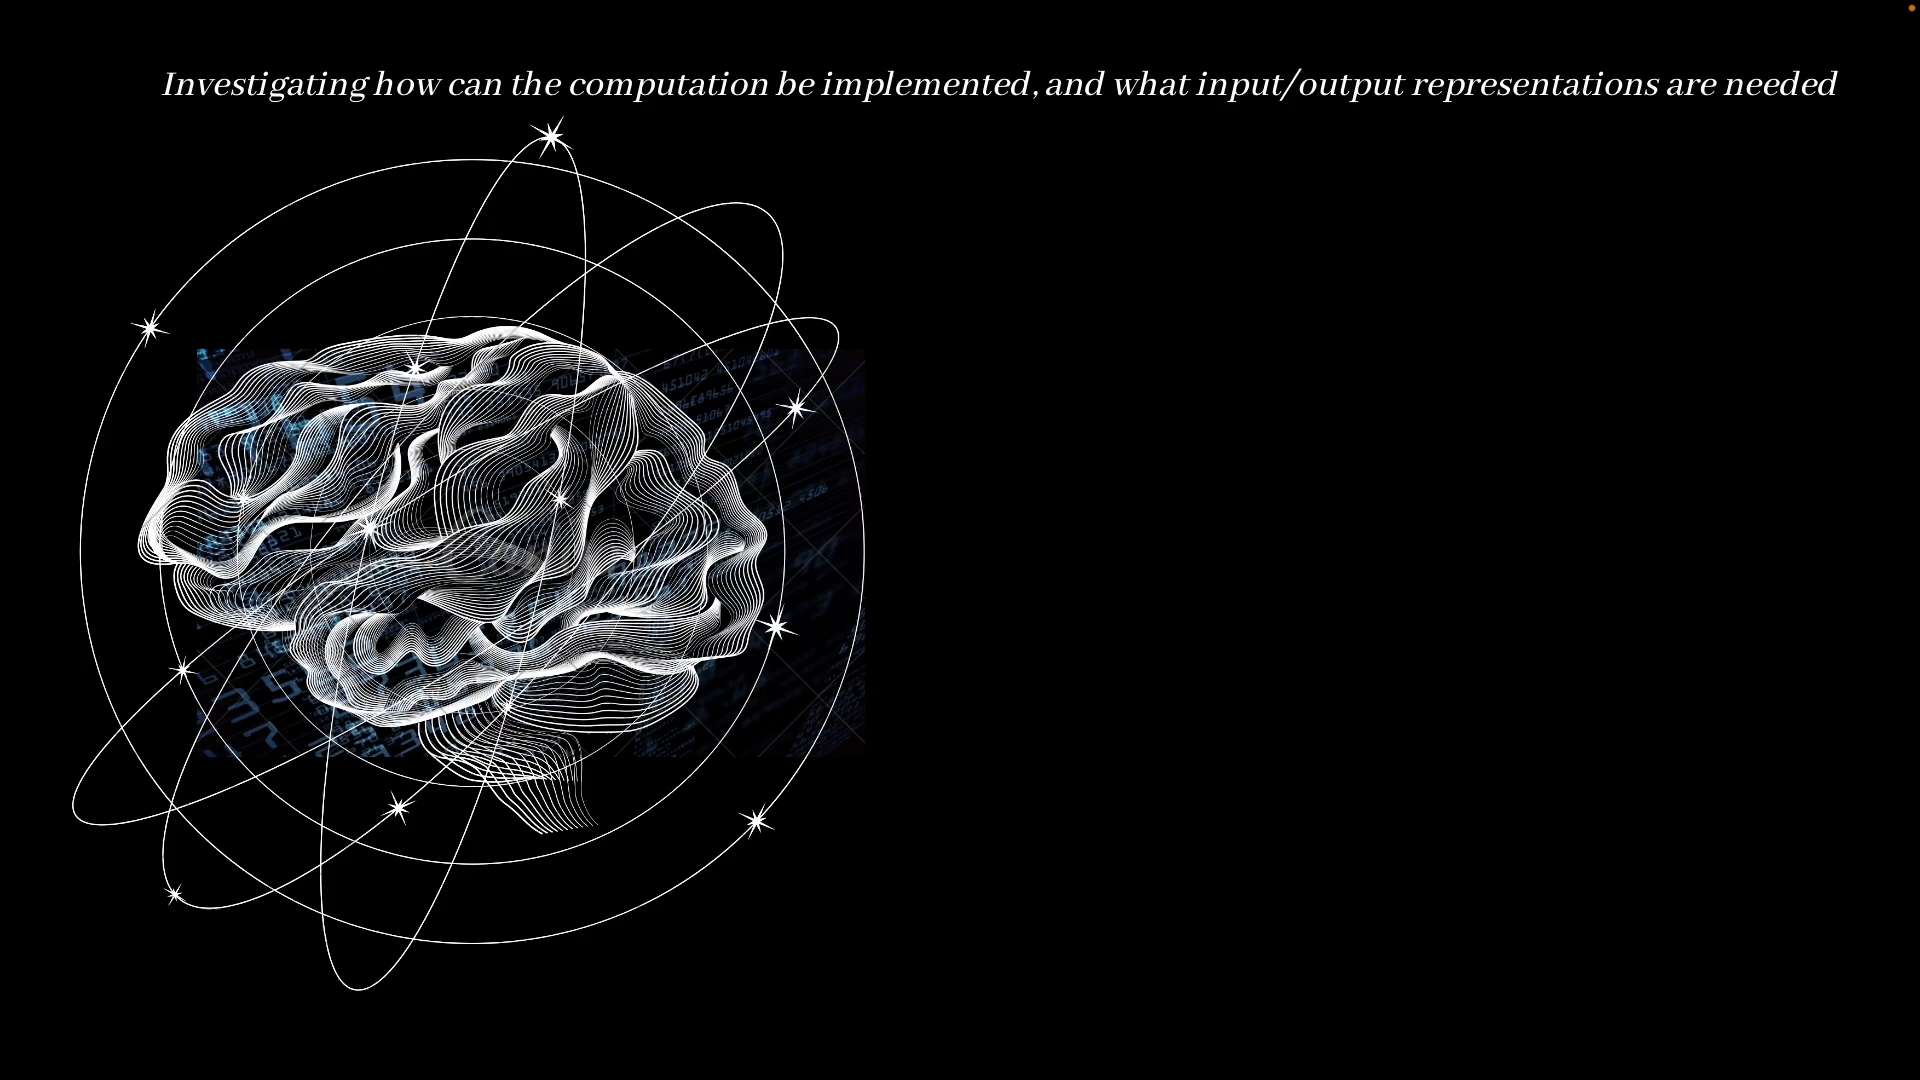 Investigating how can the computation be implemented, and what input/output representations are needed